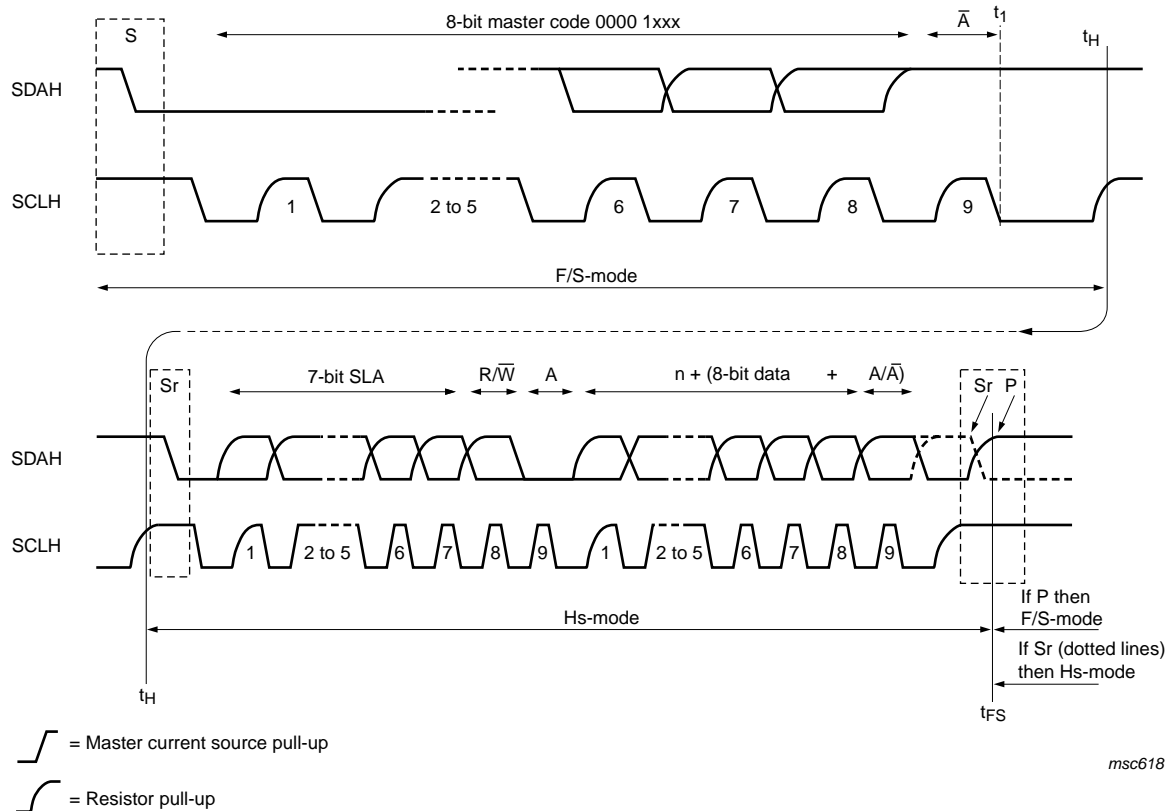 S
8-bit master code 0000 1xxx
A̅
t1
tH
SDAH
SCLH
1
2 to 5
6
7
8
9
F/S-mode
Sr
7-bit SLA
R/W̅
A
n + (8-bit data + A/A̅)
Sr P
SDAH
SCLH
1
2 to 5
6
7
8
9
1
2 to 5
6
7
8
9
Hs-mode
If P then
F/S-mode
If Sr (dotted lines)
then Hs-mode
tH
tFS
= Master current source pull-up
= Resistor pull-up
msc618